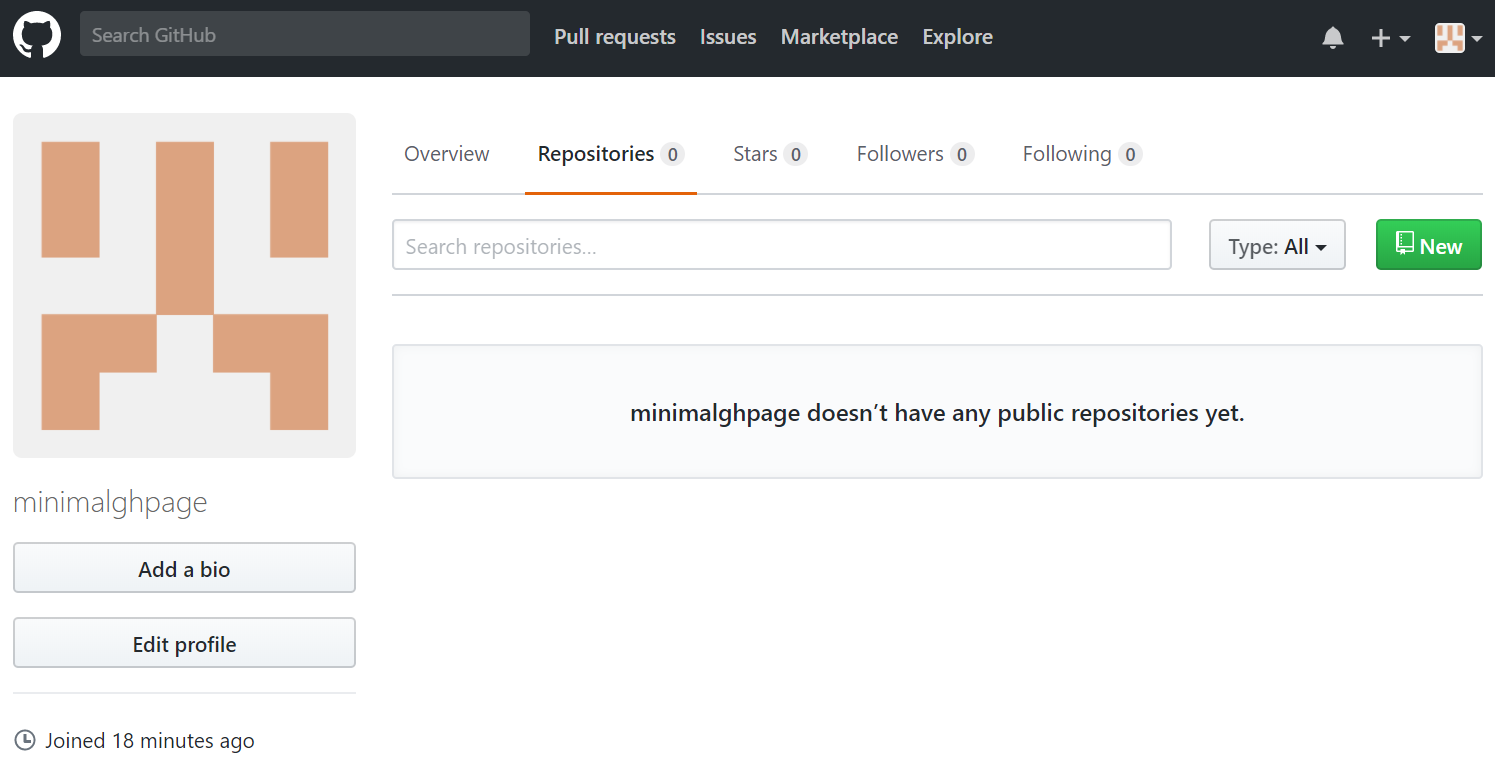 Search GitHub Pull requests Issues Marketplace Explore
Overview Repositories 0 Stars 0 Followers 0 Following 0
Search repositories... Type: All New
minimalghpage doesn’t have any public repositories yet.
minimalghpage
Add a bio
Edit profile
Joined 18 minutes ago